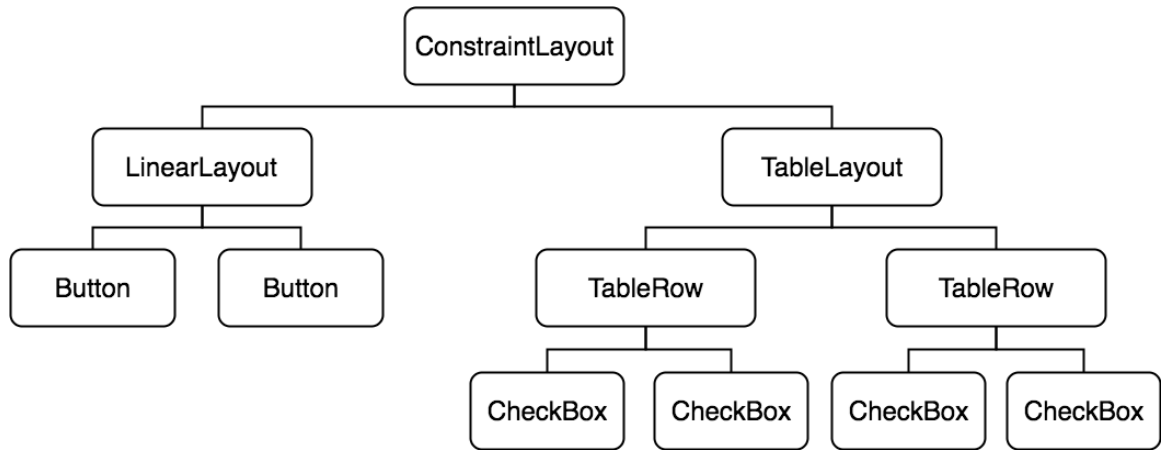 ConstraintLayout
LinearLayout
TableLayout
Button
Button
TableRow
TableRow
CheckBox
CheckBox
CheckBox
CheckBox